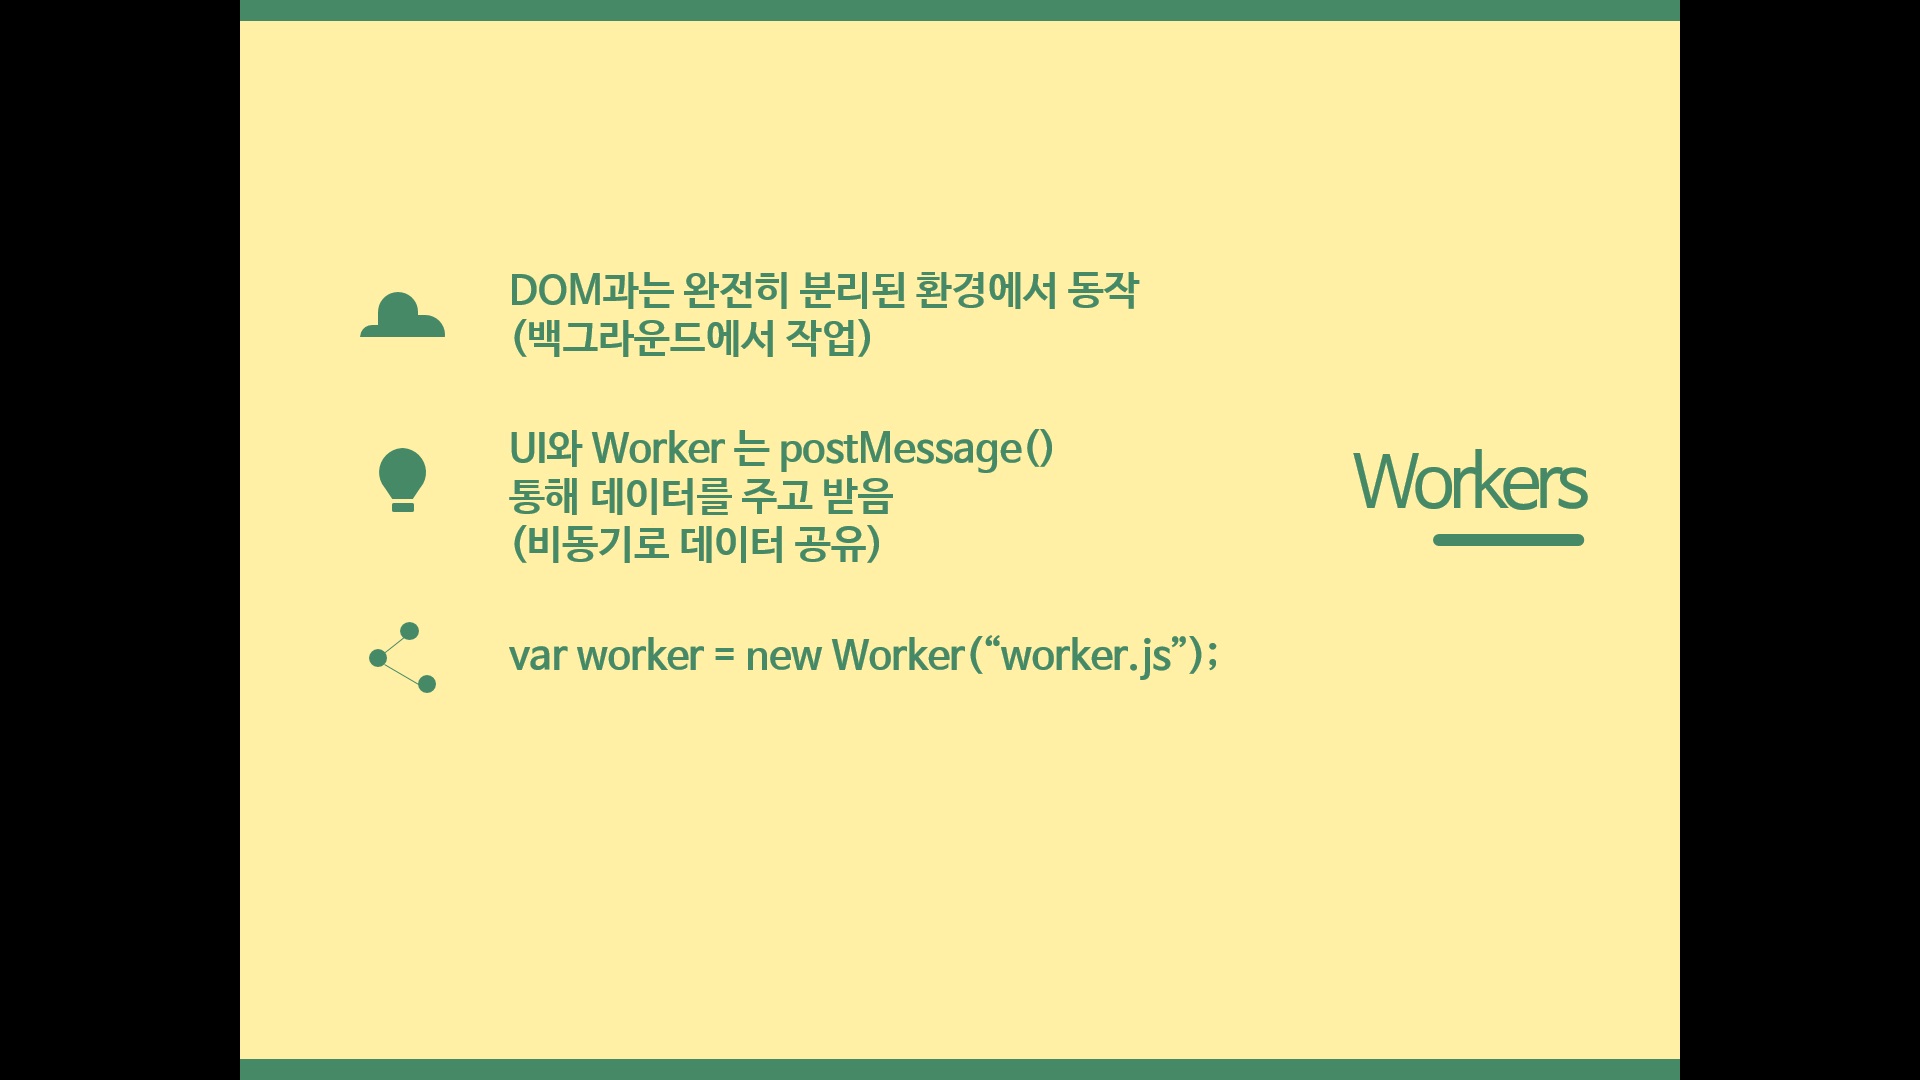 DOM과는 완전히 분리된 환경에서 동작
(백그라운드에서 작업)
UI와 Worker 는 postMessage()
통해 데이터를 주고 받음
(비동기로 데이터 공유)
var worker = new Worker(“worker.js”);
Workers